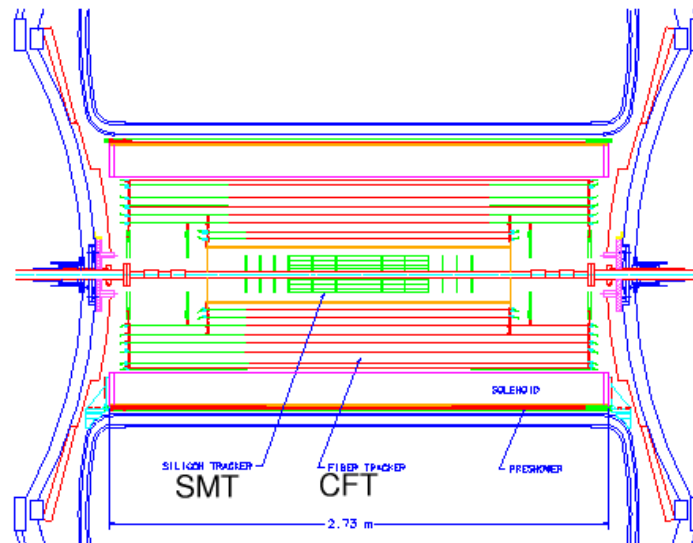 SOLENOID
SILICON TRACKER
FIBER TRACKER
PRESHOWER
SMT
CFT
2.73 m